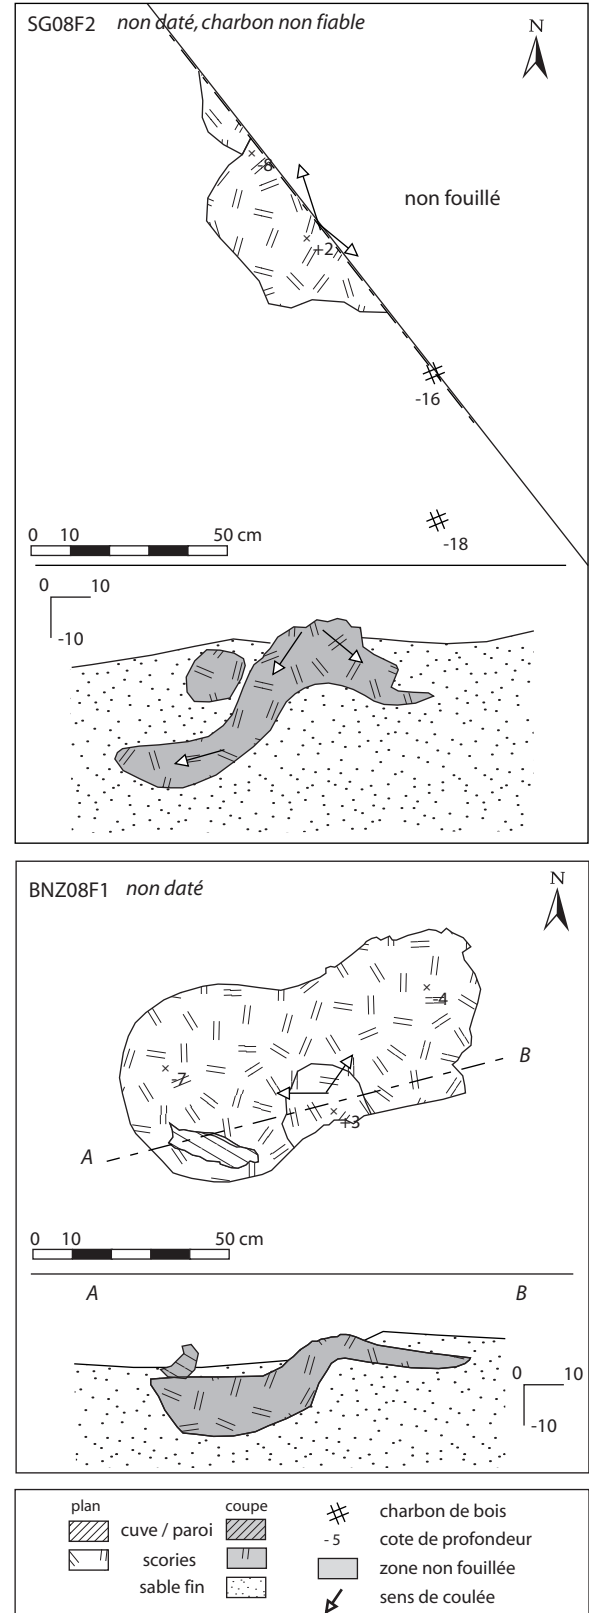 SG08F2 non daté, charbon non fiable
N
-8
non fouillé
+2
-16
0 10 50 cm
-18
0 10
-10
BNZ08F1 non daté
N
-4
-7
B
+3
A
0 10 50 cm
A B
0 10
-10
plan coupe
cuve / paroi
scories
sable fin
charbon de bois
- 5 cote de profondeur
zone non fouillée
sens de coulée